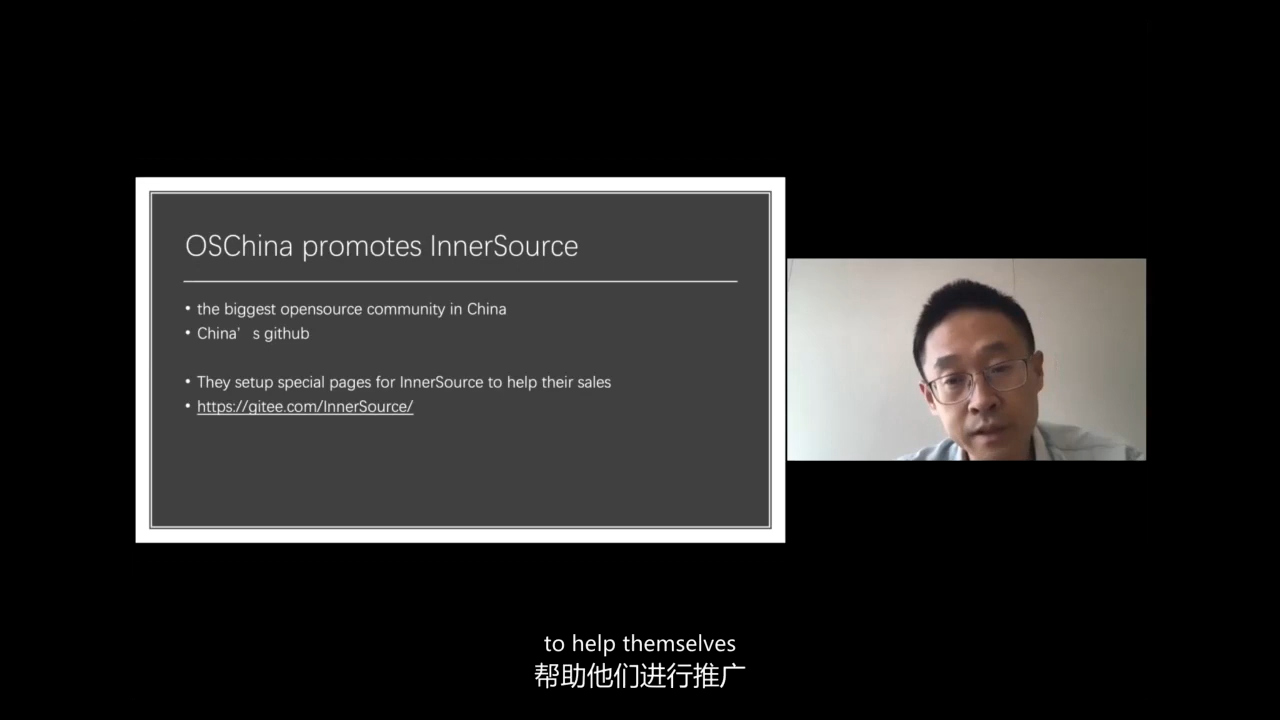 OSChina promotes InnerSource
• the biggest opensource community in China
• China’ s github
• They setup special pages for InnerSource to help their sales
• https://gitee.com/InnerSource/
to help themselves
帮助他们进行推广